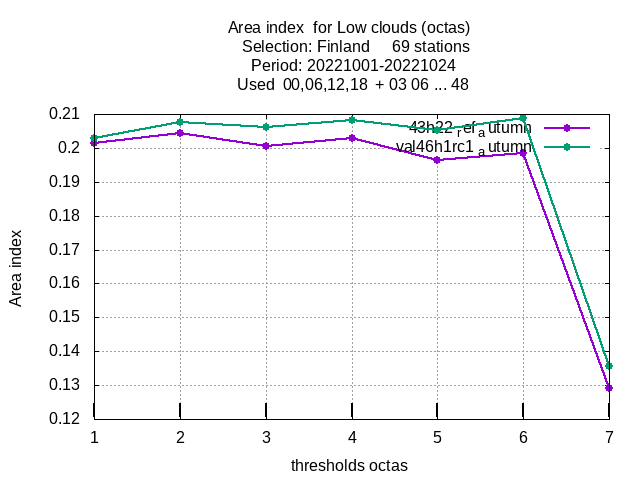 Area index  for Low clouds (octas)
Selection: Finland     69 stations
Period: 20221001-20221024
Used  00,06,12,18  + 03 06 ... 48
0.21
0.2
0.19
0.18
0.17
0.16
0.15
0.14
0.13
0.12
43h22_ref_autumn
val46h1rc1_autumn
Area index
1 2 3 4 5 6 7
thresholds octas